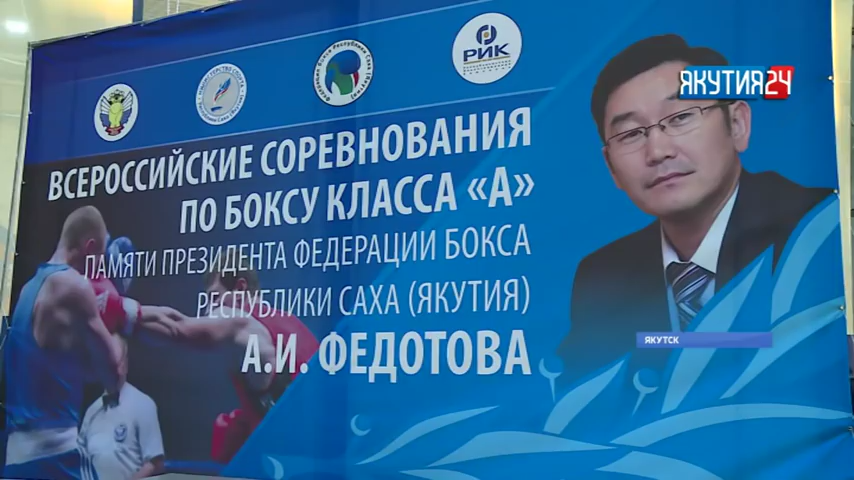 РИК
ЯКУТИЯ24
ВСЕРОССИЙСКИЕ СОРЕВНОВАНИЯ
ПО БОКСУ КЛАССА «А»
ПАМЯТИ ПРЕЗИДЕНТА ФЕДЕРАЦИИ БОКСА
РЕСПУБЛИКИ САХА (ЯКУТИЯ)
А.И. ФЕДОТОВА
ЯКУТСК